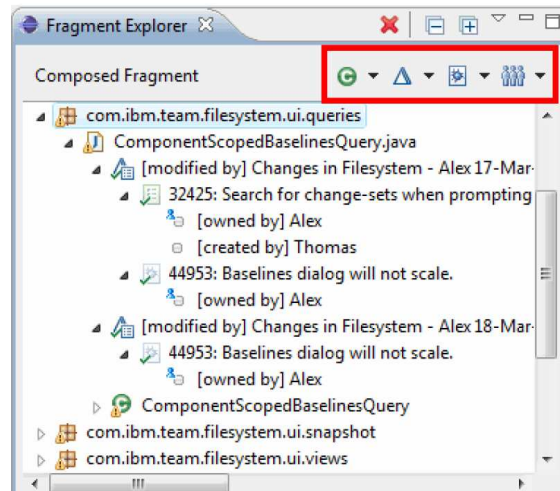 Fragment Explorer
Composed Fragment
com.ibm.team.filesystem.ui.queries
ComponentScopedBaselinesQuery.java
[modified by] Changes in Filesystem - Alex 17-Mar-
32425: Search for change-sets when prompting
[owned by] Alex
[created by] Thomas
44953: Baselines dialog will not scale.
[owned by] Alex
[modified by] Changes in Filesystem - Alex 18-Mar-
44953: Baselines dialog will not scale.
[owned by] Alex
ComponentScopedBaselinesQuery
com.ibm.team.filesystem.ui.snapshot
com.ibm.team.filesystem.ui.views